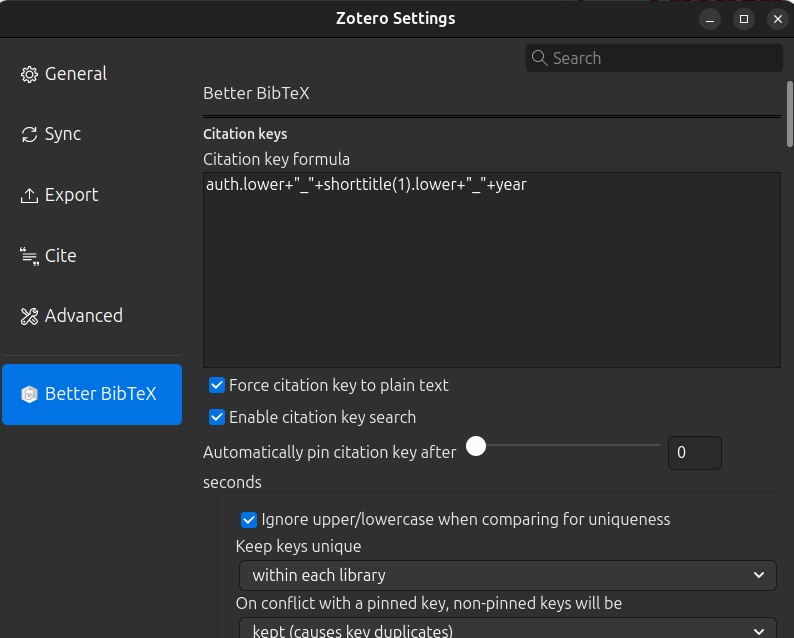 Zotero Settings
Search
General
Sync
Export
Cite
Advanced
Better BibTeX
Better BibTeX
Citation keys
Citation key formula
auth.lower+"_"+shorttitle(1).lower+"_"+year
Force citation key to plain text
Enable citation key search
Automatically pin citation key after
0
seconds
Ignore upper/lowercase when comparing for uniqueness
Keep keys unique
within each library
On conflict with a pinned key, non-pinned keys will be
kept (causes key duplicates)